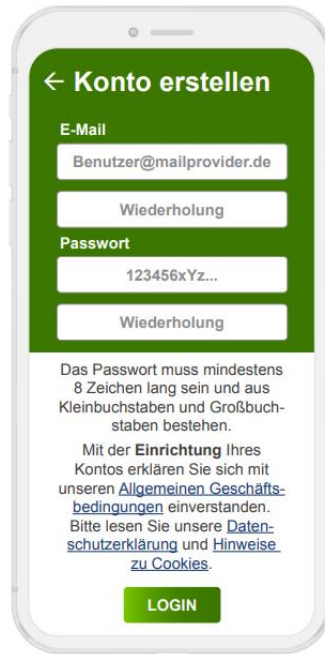 ← Konto erstellen
E-Mail
Benutzer@mailprovider.de
Wiederholung
Passwort
123456xYz...
Wiederholung
Das Passwort muss mindestens
8 Zeichen lang sein und aus
Kleinbuchstaben und Großbuch-
staben bestehen.
Mit der Einrichtung Ihres
Kontos erklären Sie sich mit
unseren Allgemeinen Geschäfts-
bedingungen einverstanden.
Bitte lesen Sie unsere Daten-
schutzerklärung und Hinweise
zu Cookies.
LOGIN